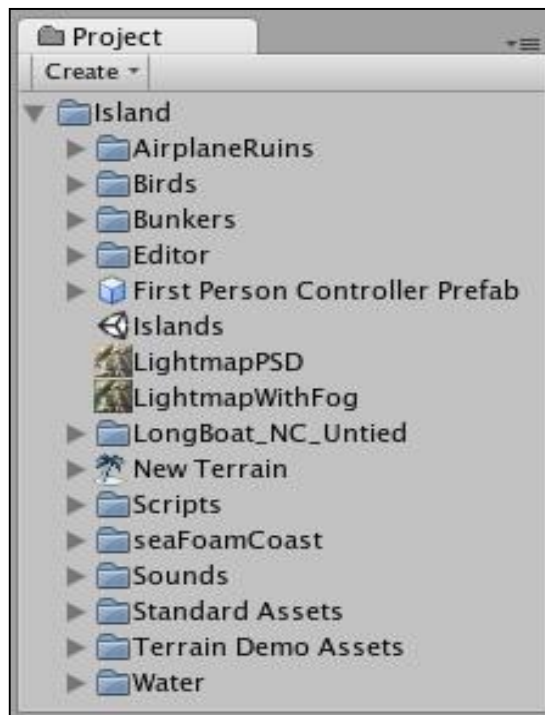 Project
Create
Island
AirplaneRuins
Birds
Bunkers
Editor
First Person Controller Prefab
Islands
LightmapPSD
LightmapWithFog
LongBoat_NC_Untied
New Terrain
Scripts
seaFoamCoast
Sounds
Standard Assets
Terrain Demo Assets
Water